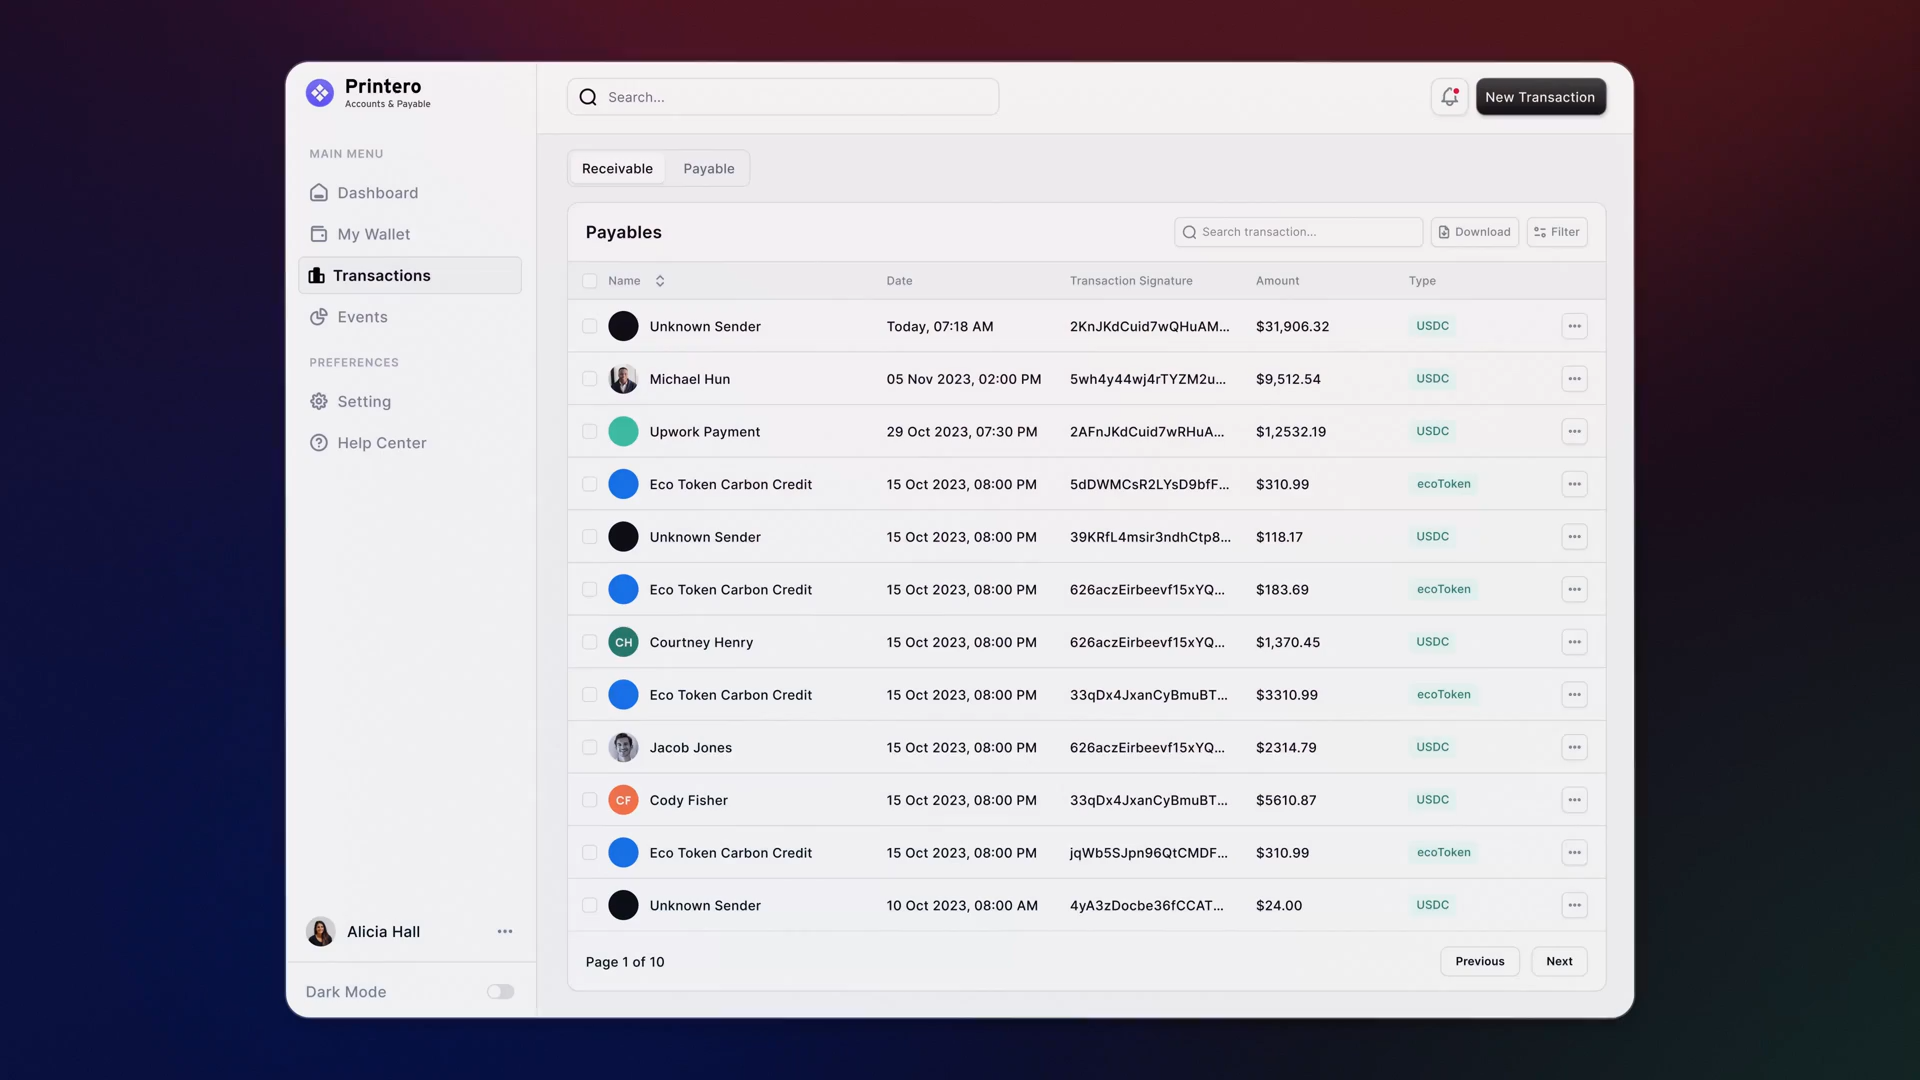 Printero
Accounts & Payable
MAIN MENU
Dashboard
My Wallet
Transactions
Events
PREFERENCES
Setting
Help Center
Alicia Hall
Dark Mode
Search...
New Transaction
Receivable Payable
Payables
Search transaction...
Download
Filter
Name Date Transaction Signature Amount Type
Unknown Sender Today, 07:18 AM 2KnJKdCuid7wQHuAM... $31,906.32 USDC
Michael Hun 05 Nov 2023, 02:00 PM 5wh4y44wj4rTYZM2u... $9,512.54 USDC
Upwork Payment 29 Oct 2023, 07:30 PM 2AFnJKdCuid7wRHuA... $1,2532.19 USDC
Eco Token Carbon Credit 15 Oct 2023, 08:00 PM 5dDWMCsR2LYsD9bfF... $310.99 ecoToken
Unknown Sender 15 Oct 2023, 08:00 PM 39KRfL4msir3ndhCtp8... $118.17 USDC
Eco Token Carbon Credit 15 Oct 2023, 08:00 PM 626aczEirbeevf15xYQ... $183.69 ecoToken
CH Courtney Henry 15 Oct 2023, 08:00 PM 626aczEirbeevf15xYQ... $1,370.45 USDC
Eco Token Carbon Credit 15 Oct 2023, 08:00 PM 33qDx4JxanCyBmuBT... $3310.99 ecoToken
Jacob Jones 15 Oct 2023, 08:00 PM 626aczEirbeevf15xYQ... $2314.79 USDC
CF Cody Fisher 15 Oct 2023, 08:00 PM 33qDx4JxanCyBmuBT... $5610.87 USDC
Eco Token Carbon Credit 15 Oct 2023, 08:00 PM jqWb5SJpn96QtCMDF... $310.99 ecoToken
Unknown Sender 10 Oct 2023, 08:00 AM 4yA3zDocbe36fCCAT... $24.00 USDC
Page 1 of 10
Previous
Next